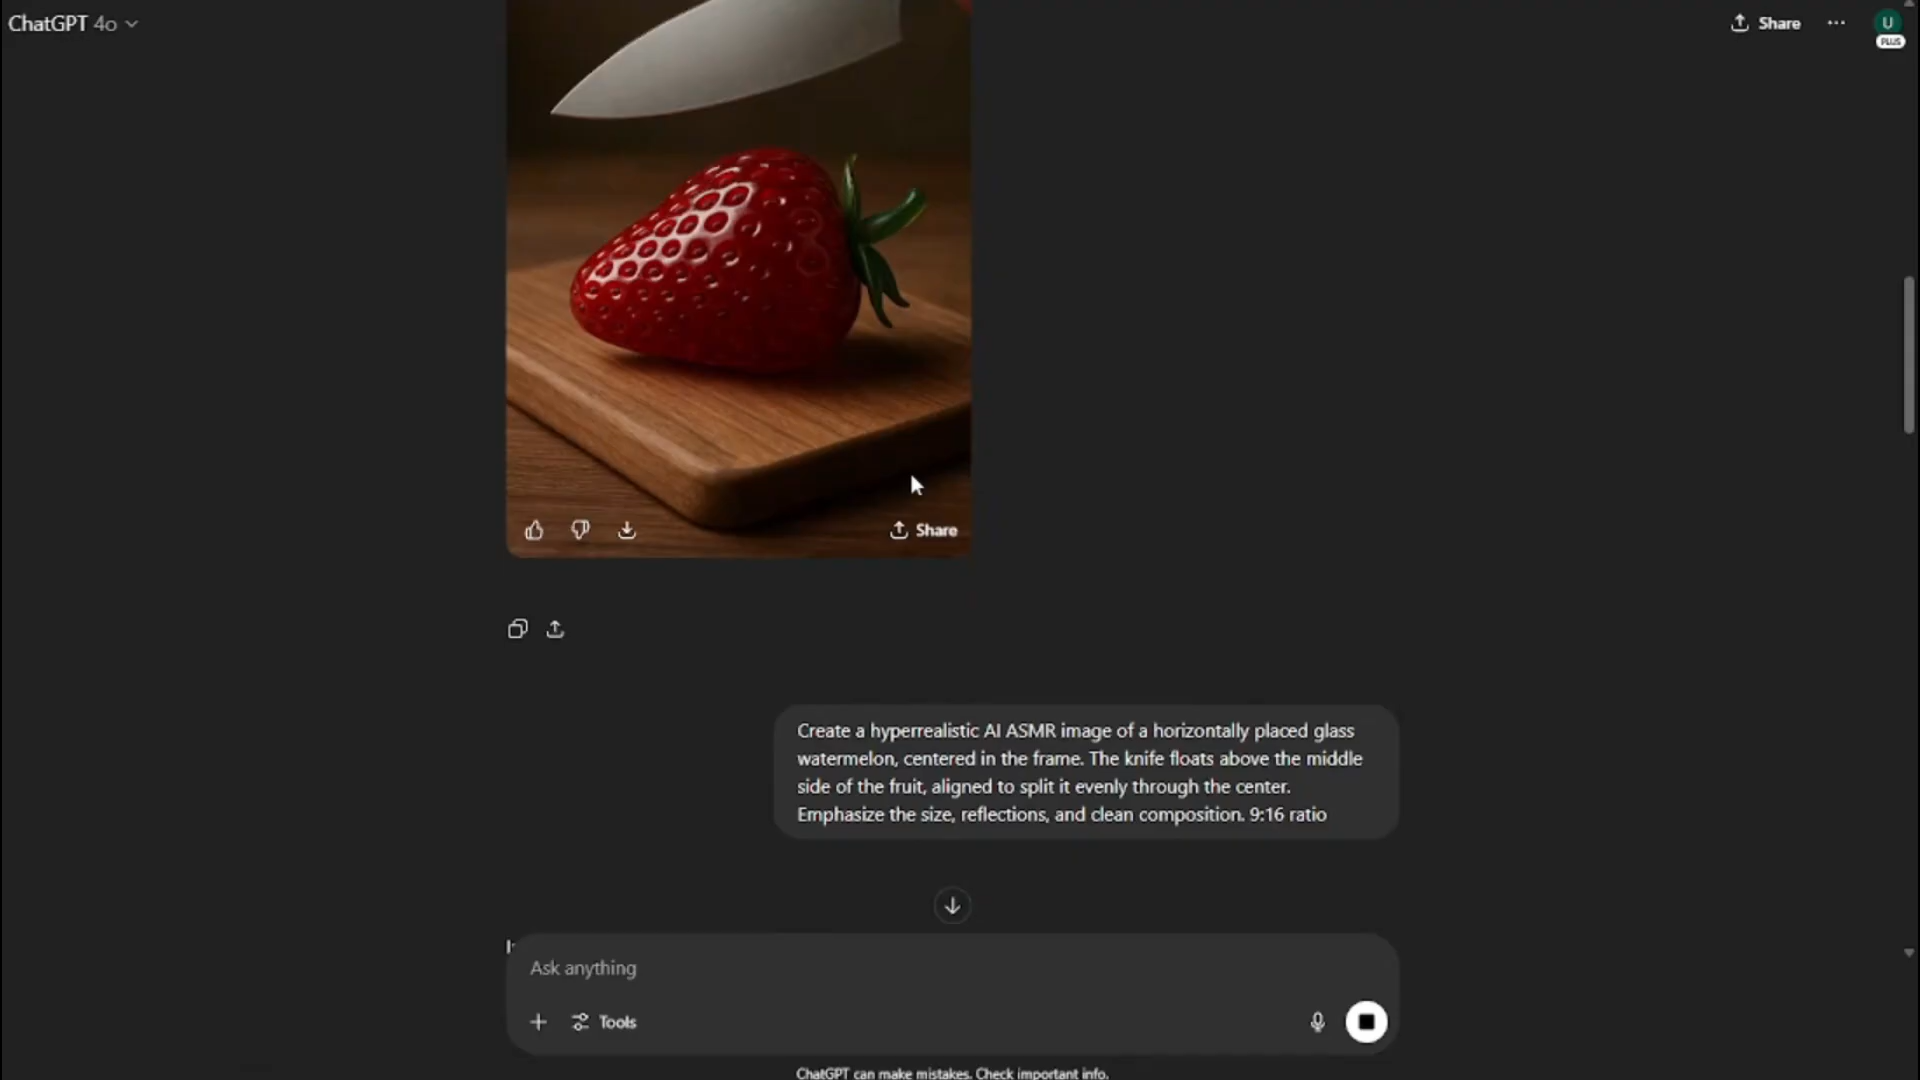 ChatGPT 4o
Share
U
PLUS
Share
Create a hyperrealistic AI ASMR image of a horizontally placed glass
watermelon, centered in the frame. The knife floats above the middle
side of the fruit, aligned to split it evenly through the center.
Emphasize the size, reflections, and clean composition. 9:16 ratio
Ask anything
Tools
ChatGPT can make mistakes. Check important info.